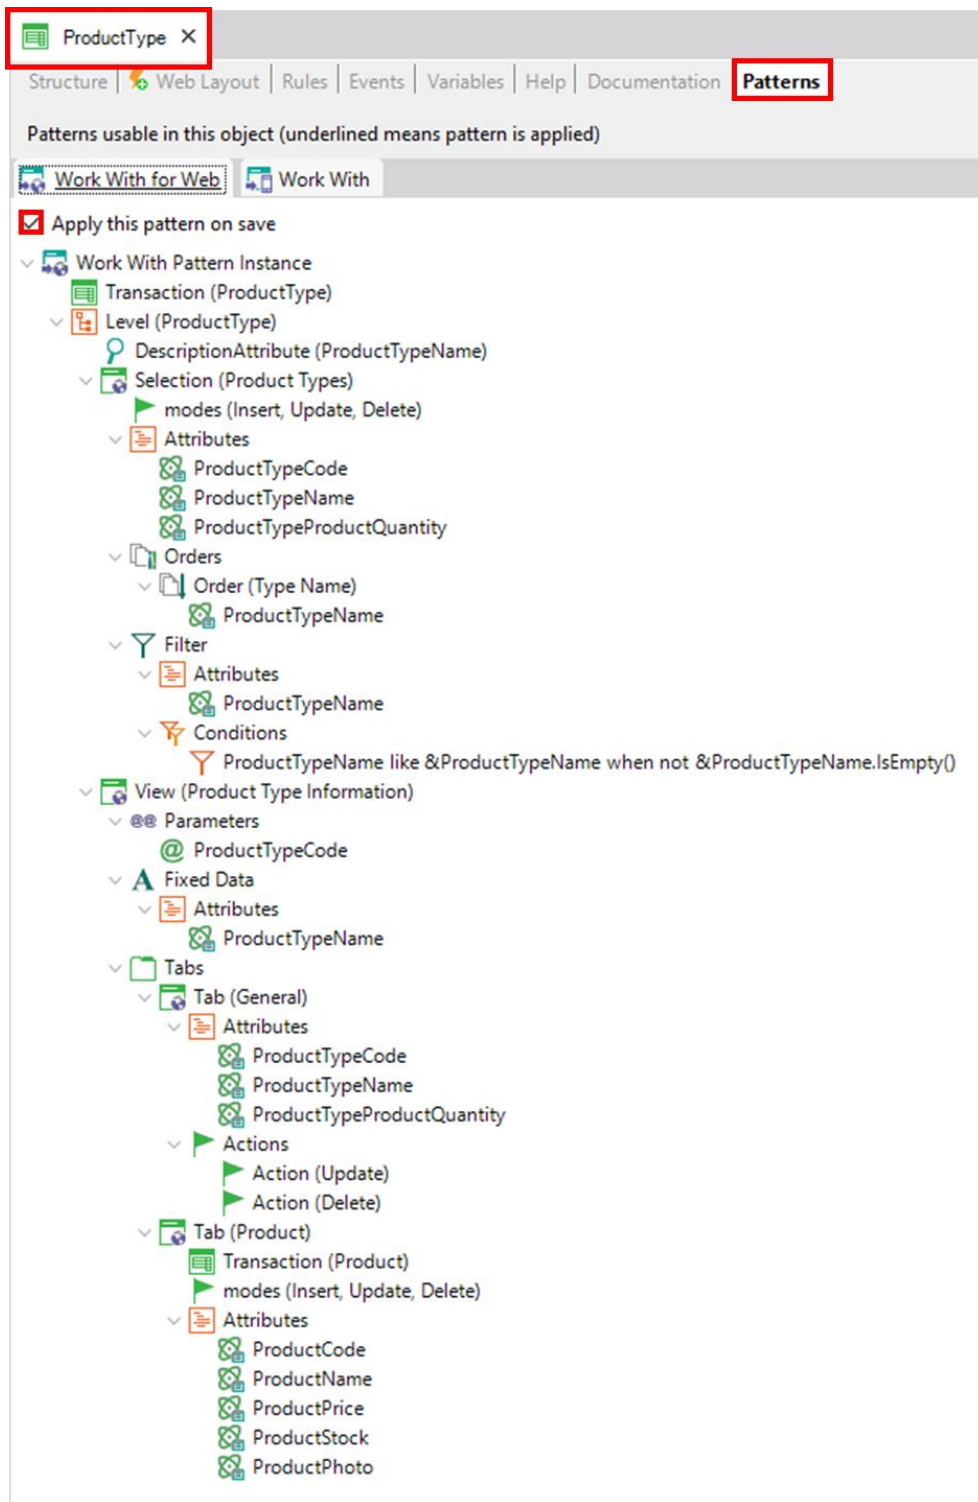 ProductType
Structure Web Layout Rules Events Variables Help Documentation Patterns
Patterns usable in this object (underlined means pattern is applied)
Work With for Web Work With
Apply this pattern on save
Work With Pattern Instance
Transaction (ProductType)
Level (ProductType)
DescriptionAttribute (ProductTypeName)
Selection (Product Types)
modes (Insert, Update, Delete)
Attributes
ProductTypeCode
ProductTypeName
ProductTypeProductQuantity
Orders
Order (Type Name)
ProductTypeName
Filter
Attributes
ProductTypeName
Conditions
ProductTypeName like &ProductTypeName when not &ProductTypeName.IsEmpty()
View (Product Type Information)
Parameters
ProductTypeCode
Fixed Data
Attributes
ProductTypeName
Tabs
Tab (General)
Attributes
ProductTypeCode
ProductTypeName
ProductTypeProductQuantity
Actions
Action (Update)
Action (Delete)
Tab (Product)
Transaction (Product)
modes (Insert, Update, Delete)
Attributes
ProductCode
ProductName
ProductPrice
ProductStock
ProductPhoto